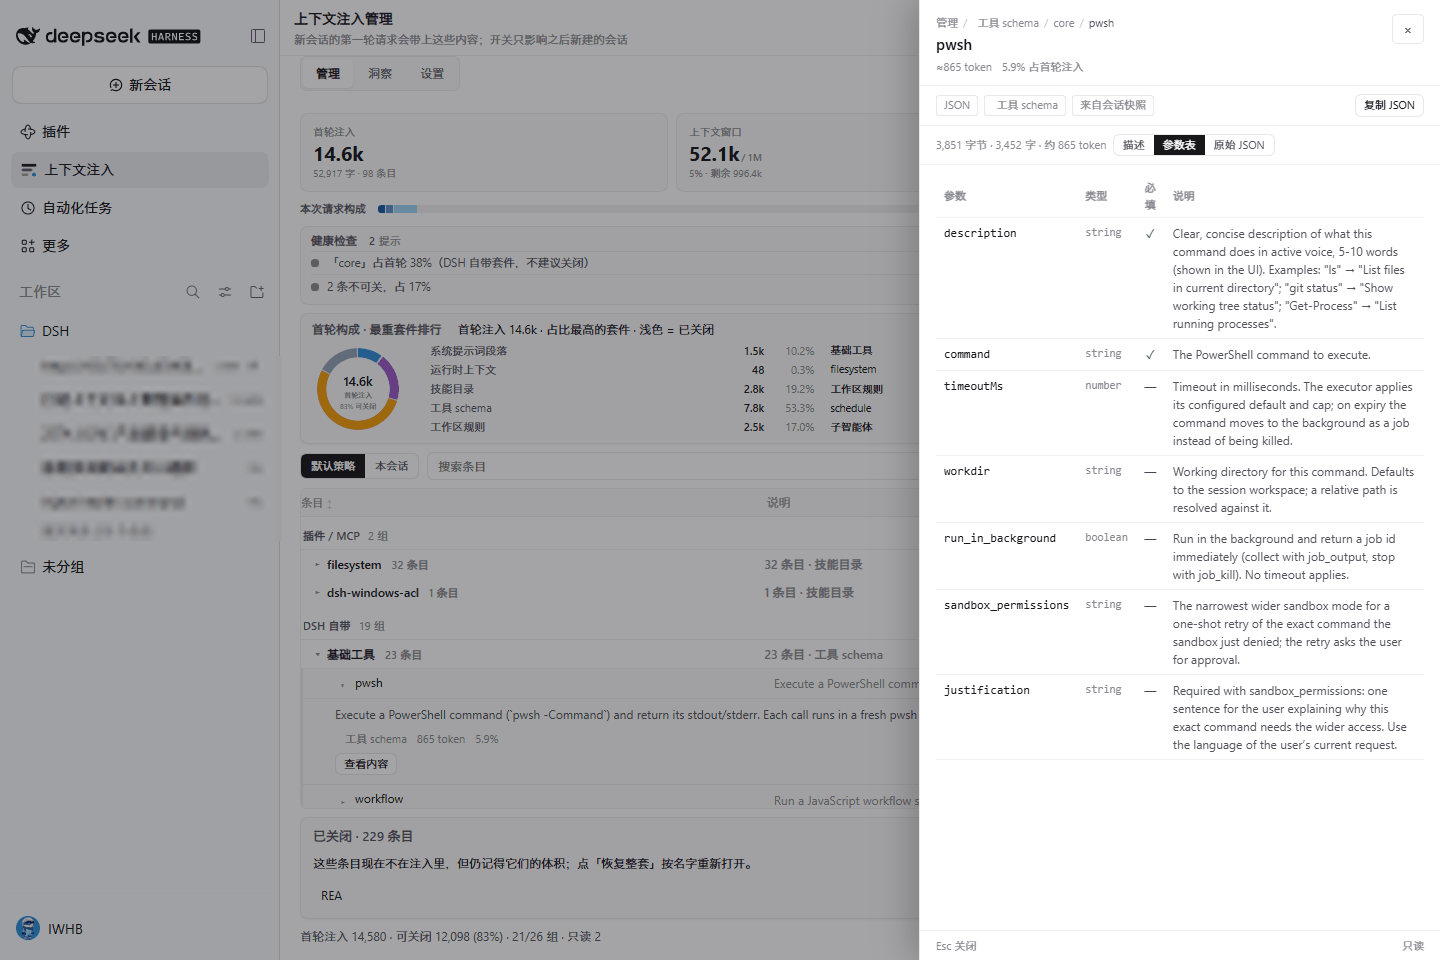 deepseek HARNESS
新会话
插件
上下文注入
自动化任务
更多
工作区
DSH
未分组
IWHB
上下文注入管理
新会话的第一轮请求会带上这些内容；开关只影响之后新建的会话
管理 洞察 设置
首轮注入
14.6k
52,917 字 · 98 条目
上下文窗口
52.1k / 1M
5% · 剩余 996.4k
本次请求构成
健康检查 2 提示
「core」占首轮 38%（DSH 自带套件，不建议关闭）
2 条不可关，占 17%
首轮构成 · 最重套件排行 首轮注入 14.6k · 占比最高的套件 · 浅色 = 已关闭
14.6k
首轮注入
83% 可关闭
系统提示词段落 1.5k 10.2% 基础工具
运行时上下文 48 0.3% filesystem
技能目录 2.8k 19.2% 工作区规则
工具 schema 7.8k 53.3% schedule
工作区规则 2.5k 17.0% 子智能体
默认策略 本会话 搜索条目
条目 说明
插件 / MCP 2 组
filesystem 32 条目 32 条目 · 技能目录
dsh-windows-acl 1 条目 1 条目 · 技能目录
DSH 自带 19 组
基础工具 23 条目 23 条目 · 工具 schema
pwsh Execute a PowerShell comm
Execute a PowerShell command (`pwsh -Command`) and return its stdout/stderr. Each call runs in a fresh pwsh
工具 schema 865 token 5.9%
查看内容
workflow Run a JavaScript workflow s
已关闭 · 229 条目
这些条目现在不在注入里，但仍记得它们的体积；点「恢复整套」按名字重新打开。
REA
首轮注入 14,580 · 可关闭 12,098 (83%) · 21/26 组 · 只读 2
管理 / 工具 schema / core / pwsh
×
pwsh
≈865 token 5.9% 占首轮注入
JSON 工具 schema 来自会话快照 复制 JSON
3,851 字节 · 3,452 字 · 约 865 token 描述 参数表 原始 JSON
参数 类型 必填 说明
description string ✓ Clear, concise description of what this
command does in active voice, 5-10 words
(shown in the UI). Examples: "ls" → "List files
in current directory"; "git status" → "Show
working tree status"; "Get-Process" → "List
running processes".
command string ✓ The PowerShell command to execute.
timeoutMs number — Timeout in milliseconds. The executor applies
its configured default and cap; on expiry the
command moves to the background as a job
instead of being killed.
workdir string — Working directory for this command. Defaults
to the session workspace; a relative path is
resolved against it.
run_in_background boolean — Run in the background and return a job id
immediately (collect with job_output, stop
with job_kill). No timeout applies.
sandbox_permissions string — The narrowest wider sandbox mode for a
one-shot retry of the exact command the
sandbox just denied; the retry asks the user
for approval.
justification string — Required with sandbox_permissions: one
sentence for the user explaining why this
exact command needs the wider access. Use
the language of the user's current request.
Esc 关闭 只读